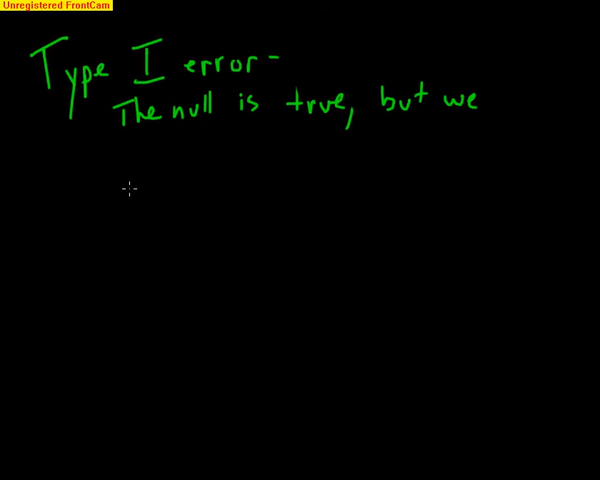 Unregistered FrontCam
Type I error -
The null is true, but we